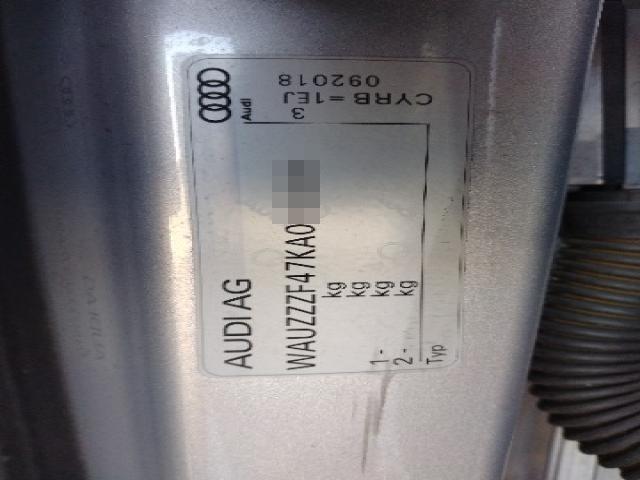 AUDI AG
Audi
WAUZZZF47KA0
3
kg
kg
1- kg
2- kg
Typ
092018
CYRB =1EJ